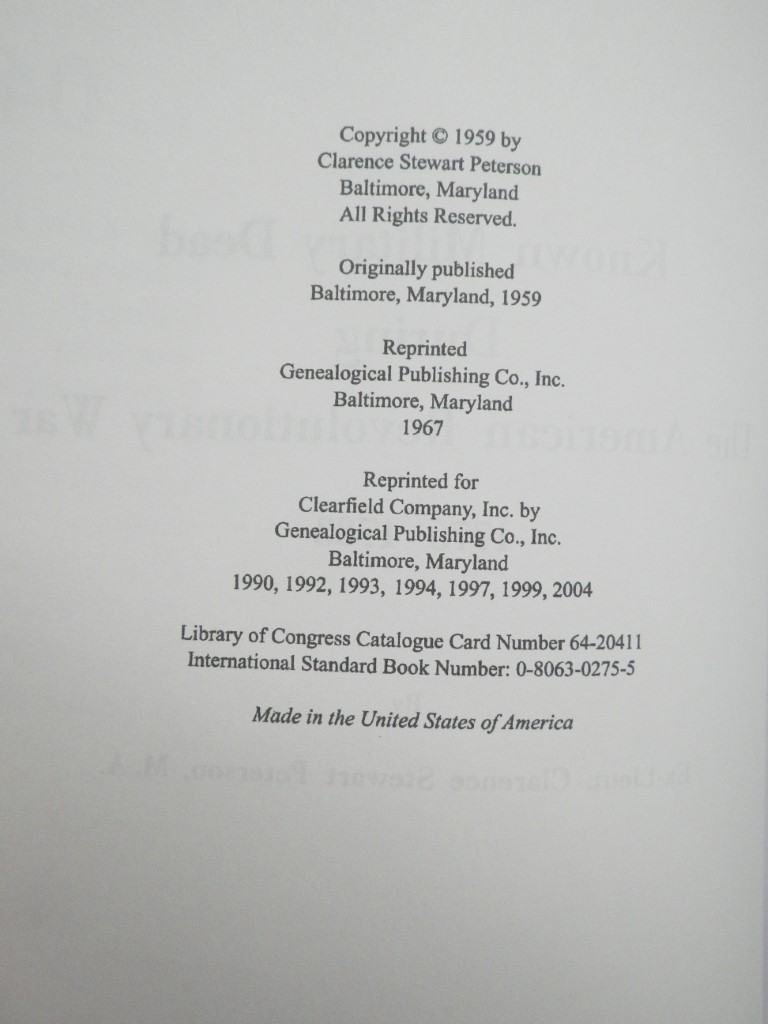 Copyright © 1959 by
Clarence Stewart Peterson
Baltimore, Maryland
All Rights Reserved.
Originally published
Baltimore, Maryland, 1959
Reprinted
Genealogical Publishing Co., Inc.
Baltimore, Maryland
1967
Reprinted for
Clearfield Company, Inc. by
Genealogical Publishing Co., Inc.
Baltimore, Maryland
1990, 1992, 1993, 1994, 1997, 1999, 2004
Library of Congress Catalogue Card Number 64-20411
International Standard Book Number: 0-8063-0275-5
Made in the United States of America